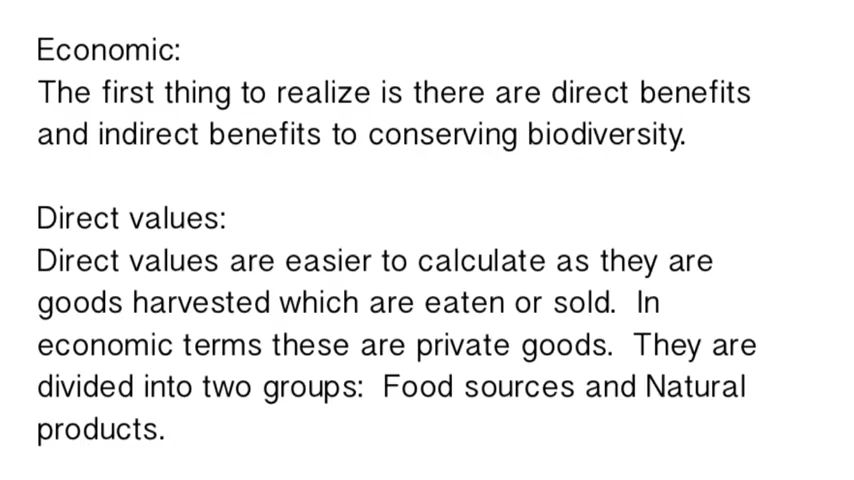 Economic:
The first thing to realize is there are direct benefits
and indirect benefits to conserving biodiversity.
Direct values:
Direct values are easier to calculate as they are
goods harvested which are eaten or sold.  In
economic terms these are private goods.  They are
divided into two groups:  Food sources and Natural
products.